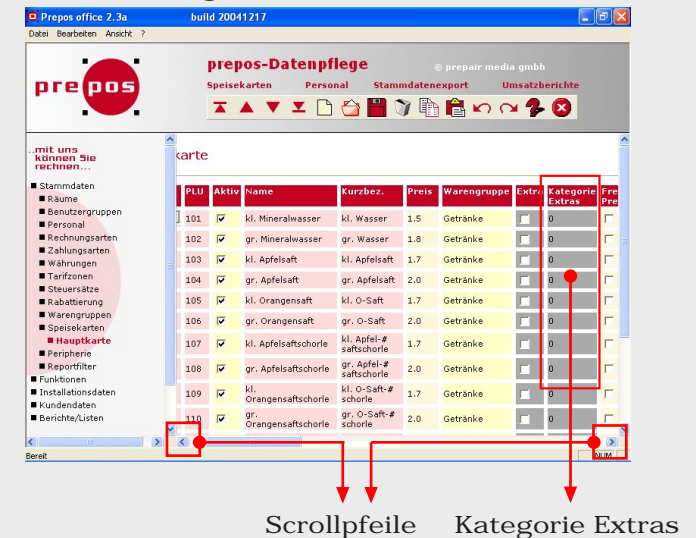 Prepos office 2.3a build 20041217
Datei Bearbeiten Ansicht ?
prepos
prepos-Datenpflege © prepair media gmbh
Speisekarten Personal Stammdatenexport Umsatzberichte
..mit uns
können Sie
rechnen...
Stammdaten
Räume
Benutzergruppen
Personal
Rechnungsarten
Zahlungsarten
Währungen
Tarifzonen
Steuersätze
Rabattierung
Warengruppen
Speisekarten
Hauptkarte
Peripherie
Reportfilter
Funktionen
Installationsdaten
Kundendaten
Berichte/Listen
karte
PLU Aktiv Name Kurzbez. Preis Warengruppe Extra Kategorie Extras Fre Pre
101 kl. Mineralwasser kl. Wasser 1.5 Getränke 0
102 gr. Mineralwasser gr. Wasser 1.8 Getränke 0
103 kl. Apfelsaft kl. Apfelsaft 1.7 Getränke 0
104 gr. Apfelsaft gr. Apfelsaft 2.0 Getränke 0
105 kl. Orangensaft kl. O-Saft 1.7 Getränke 0
106 gr. Orangensaft gr. O-Saft 2.0 Getränke 0
107 kl. Apfelsaftschorle kl. Apfel-# saftschorle 1.7 Getränke 0
108 gr. Apfelsaftschorle gr. Apfel-# saftschorle 2.0 Getränke 0
109 kl. Orangensaftschorle kl. O-Saft-# schorle 1.7 Getränke 0
110 gr. Orangensaftschorle gr. O-Saft-# schorle 2.0 Getränke 0
Bereit NUM
Scrollpfeile Kategorie Extras